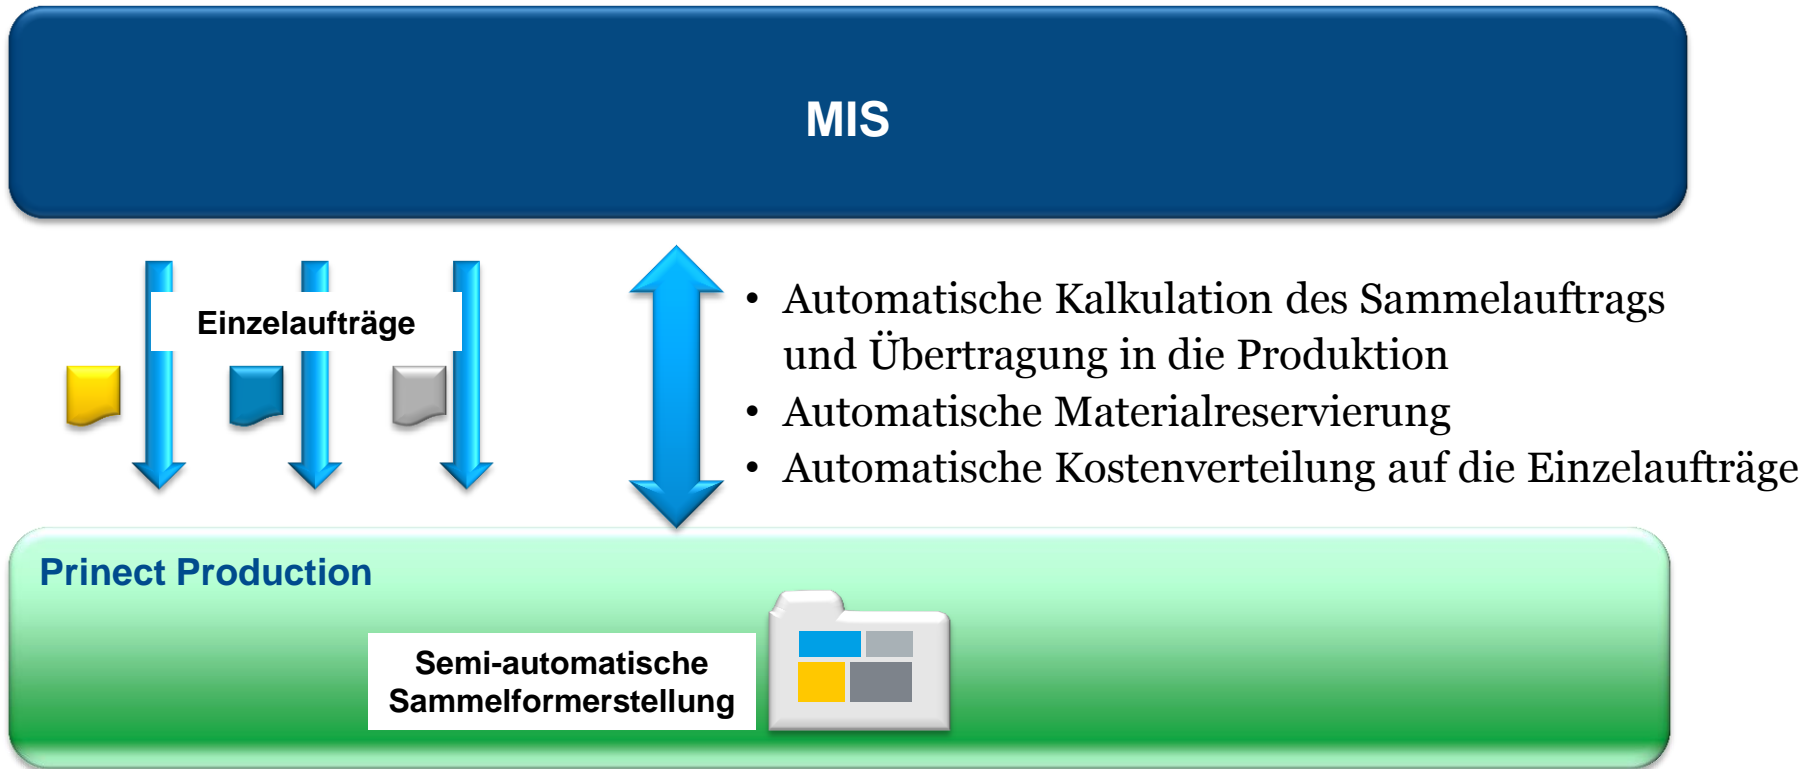 MIS
Einzelaufträge
• Automatische Kalkulation des Sammelauftrags
und Übertragung in die Produktion
• Automatische Materialreservierung
• Automatische Kostenverteilung auf die Einzelaufträge
Prinect Production
Semi-automatische
Sammelformerstellung